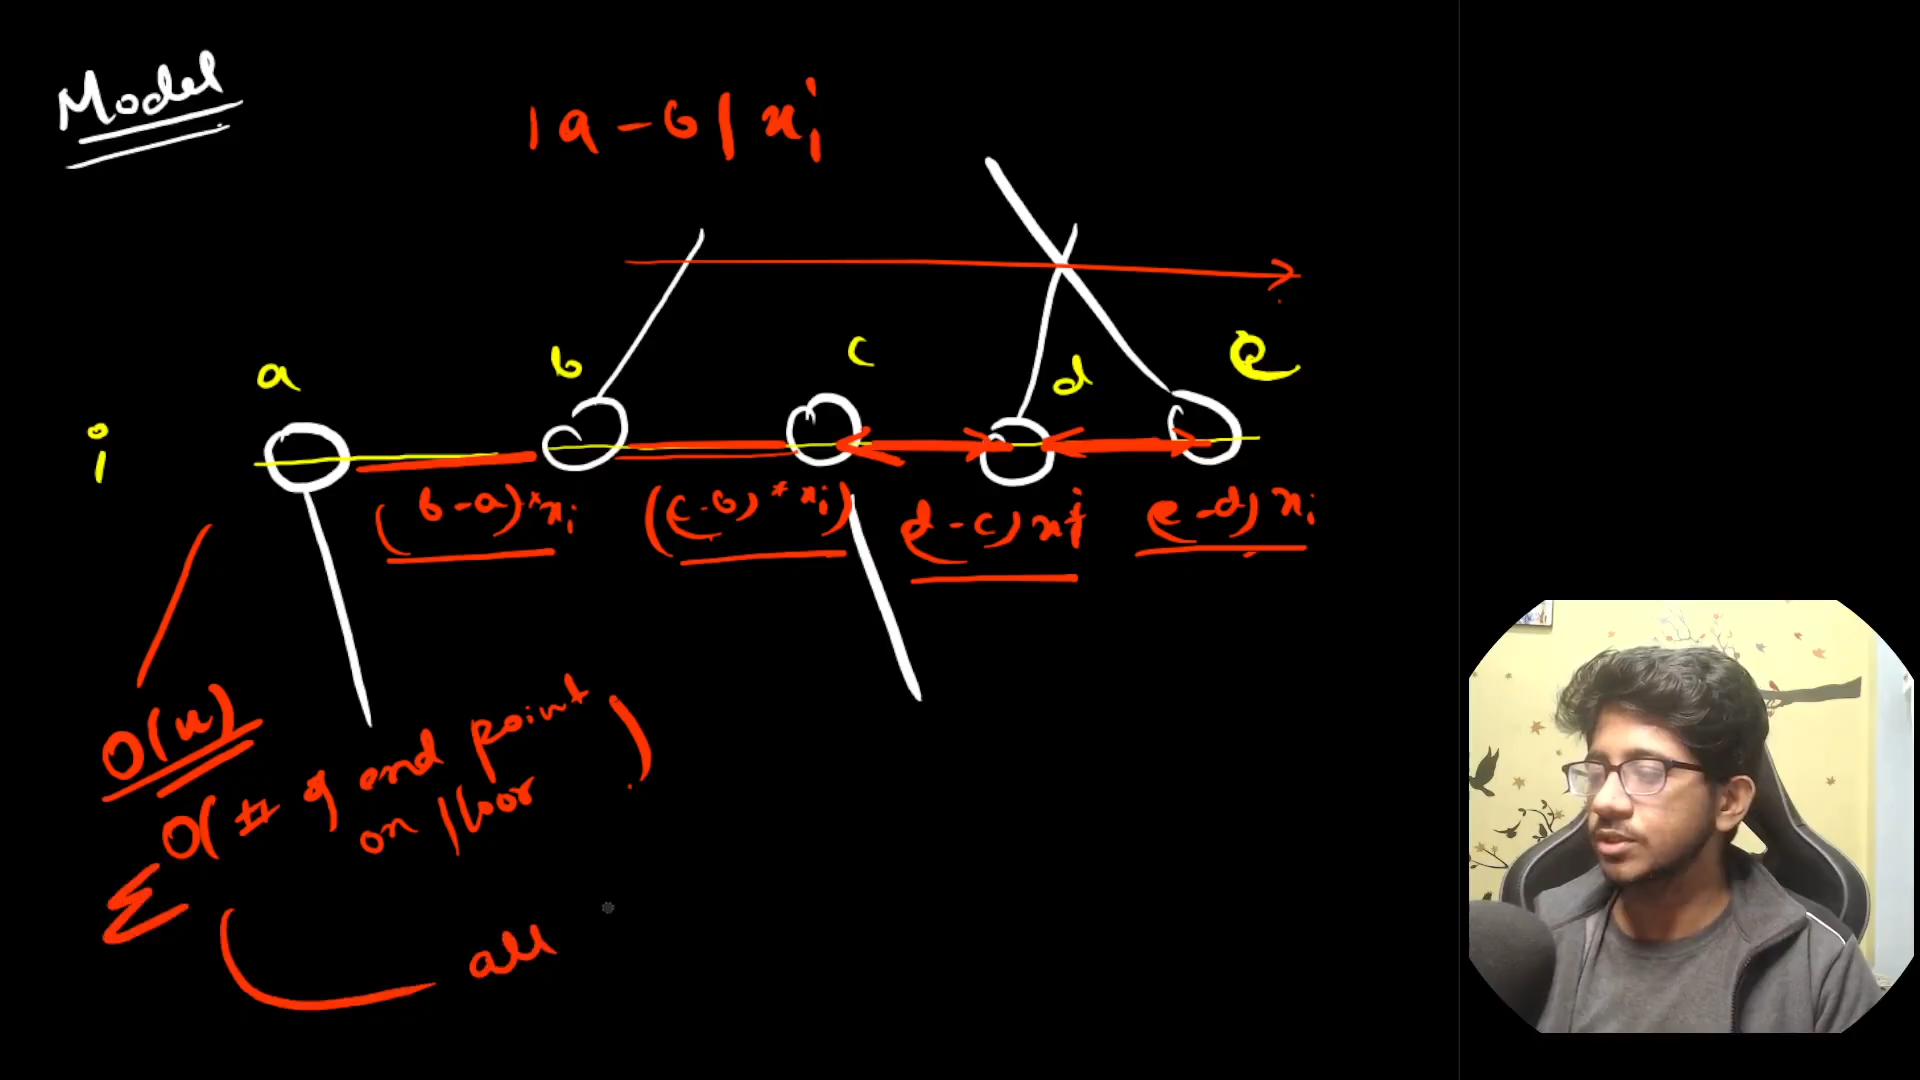 Model
|a-b| xi
a
b
c
d
e
i
(b-a)*xi
(c-b)*xi)
d-c)xi
e-d)xi
O(n)
O(# of end point
on floor)
Σ
all